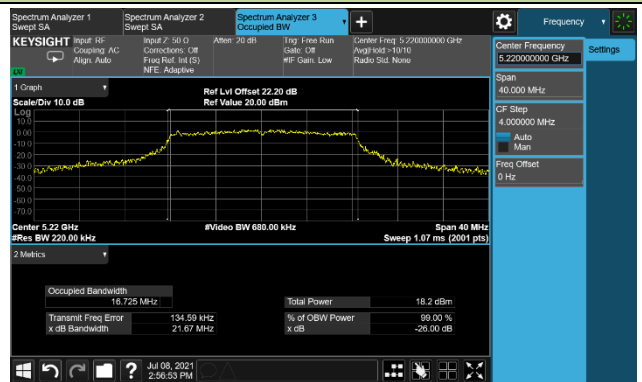 Spectrum Analyzer 1
Swept SA
Spectrum Analyzer 2
Swept SA
Spectrum Analyzer 3
Occupied BW
Frequency
KEYSIGHT
Input: RF
Coupling: AC
Align: Auto
Input Z: 50 Ω
Corrections: Off
Freq Ref: Int (S)
NFE: Adaptive
Atten: 20 dB
Trig: Free Run
Gate: Off
#IF Gain: Low
Center Freq: 5.220000000 GHz
Avg|Hold:>10/10
Radio Std: None
Center Frequency
5.220000000 GHz
Settings
Span
40.000 MHz
CF Step
4.000000 MHz
Auto
Man
Freq Offset
0 Hz
1 Graph
Scale/Div 10.0 dB
Ref Lvl Offset 22.20 dB
Ref Value 20.00 dBm
Log
10.0
0.00
-10.0
-20.0
-30.0
-40.0
-50.0
-60.0
-70.0
Center 5.22 GHz
#Res BW 220.00 kHz
#Video BW 680.00 kHz
Span 40 MHz
Sweep 1.07 ms (2001 pts)
2 Metrics
Occupied Bandwidth
16.725 MHz
Total Power 18.2 dBm
Transmit Freq Error 134.59 kHz
% of OBW Power 99.00 %
x dB Bandwidth 21.67 MHz
x dB -26.00 dB
Jul 08, 2021
2:56:53 PM